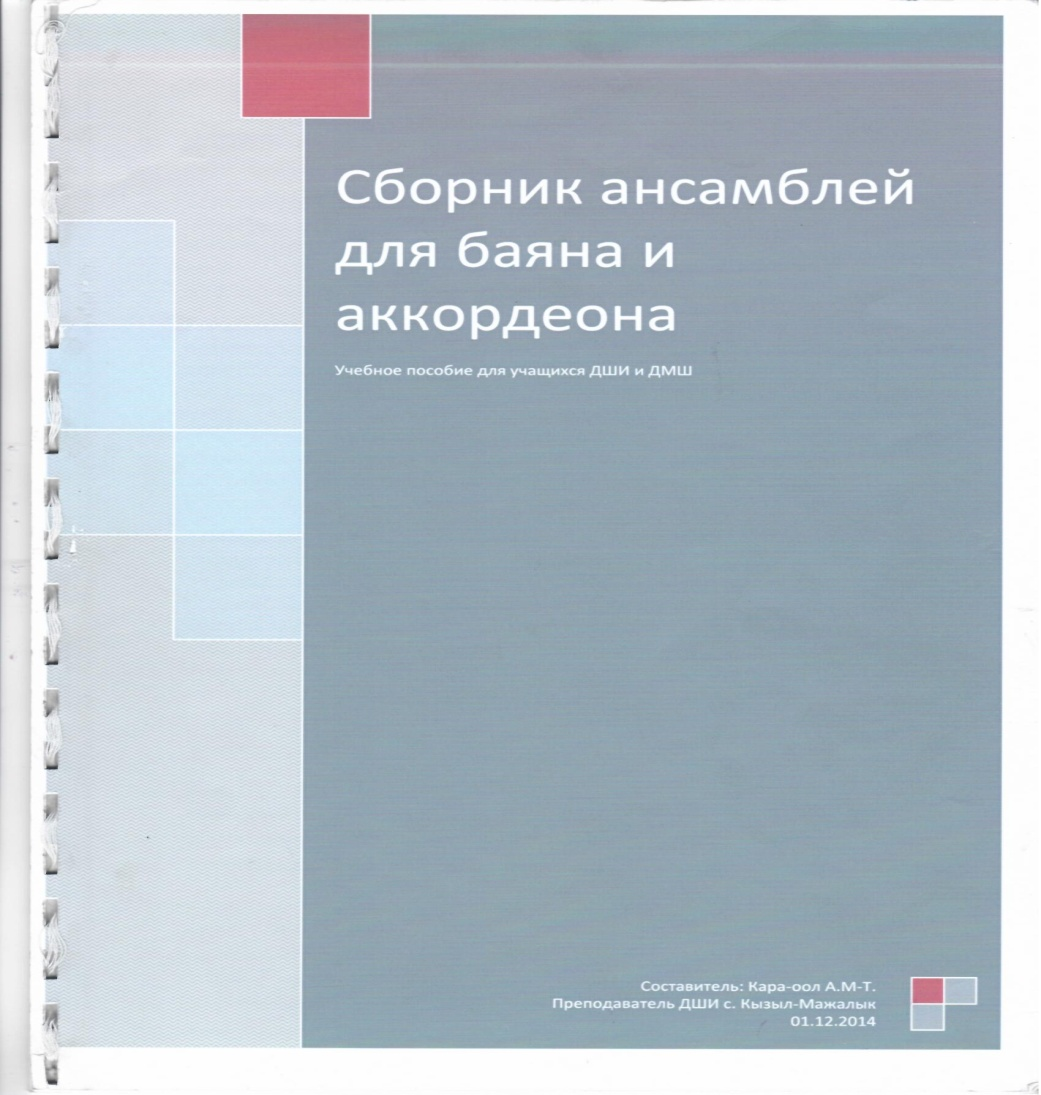 Сборник ансамблей
для баяна и
аккордеона
Учебное пособие для учащихся ДШИ и ДМШ
Составитель: Кара-оол А.М-Т.
Преподаватель ДШИ с. Кызыл-Мажалык
01.12.2014